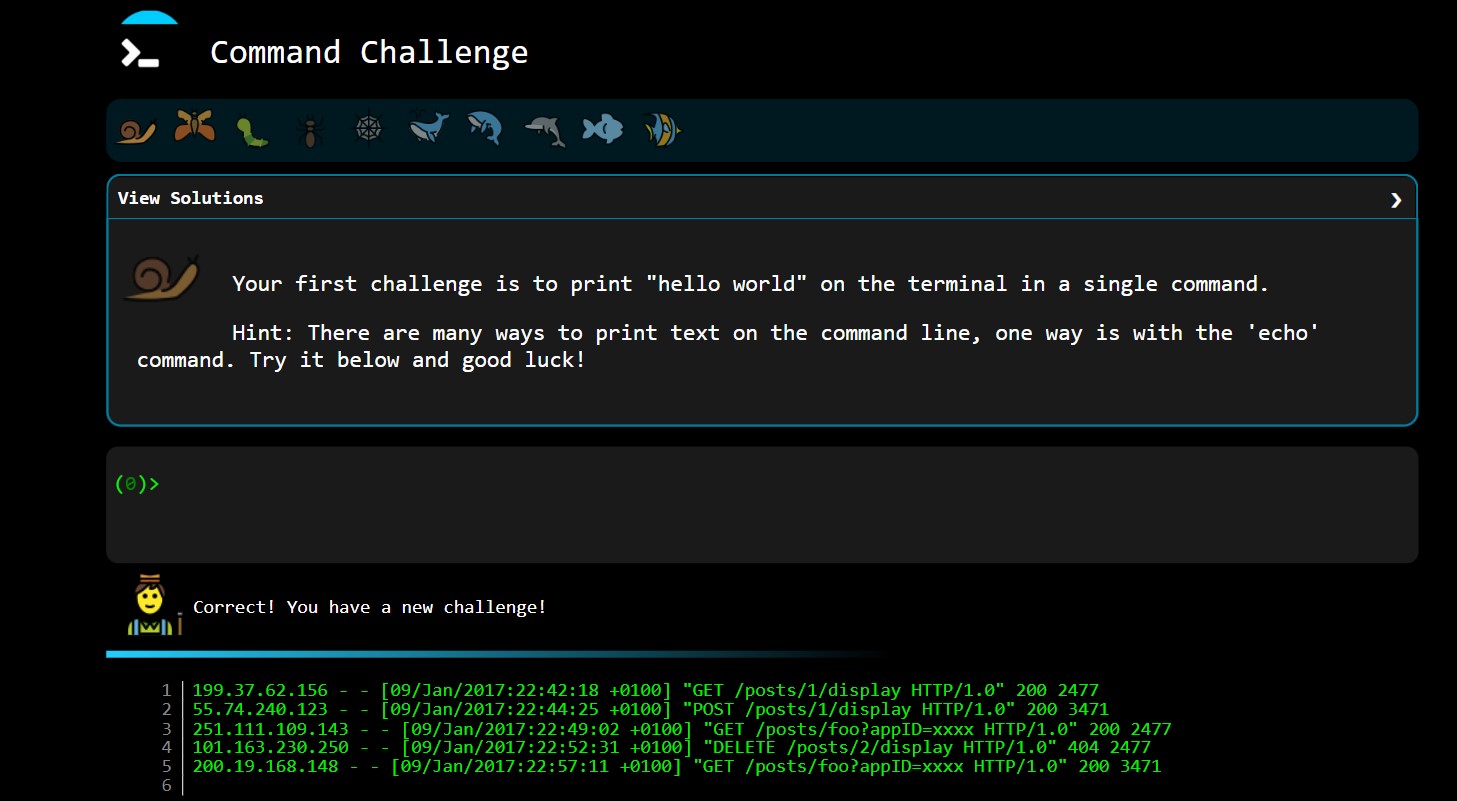 Command Challenge
View Solutions
Your first challenge is to print "hello world" on the terminal in a single command.
Hint: There are many ways to print text on the command line, one way is with the 'echo'
command. Try it below and good luck!
(0)>
Correct! You have a new challenge!
1 199.37.62.156 - - [09/Jan/2017:22:42:18 +0100] "GET /posts/1/display HTTP/1.0" 200 2477
2 55.74.240.123 - - [09/Jan/2017:22:44:25 +0100] "POST /posts/1/display HTTP/1.0" 200 3471
3 251.111.109.143 - - [09/Jan/2017:22:49:02 +0100] "GET /posts/foo?appID=xxxx HTTP/1.0" 200 2477
4 101.163.230.250 - - [09/Jan/2017:22:52:31 +0100] "DELETE /posts/2/display HTTP/1.0" 404 2477
5 200.19.168.148 - - [09/Jan/2017:22:57:11 +0100] "GET /posts/foo?appID=xxxx HTTP/1.0" 200 3471
6